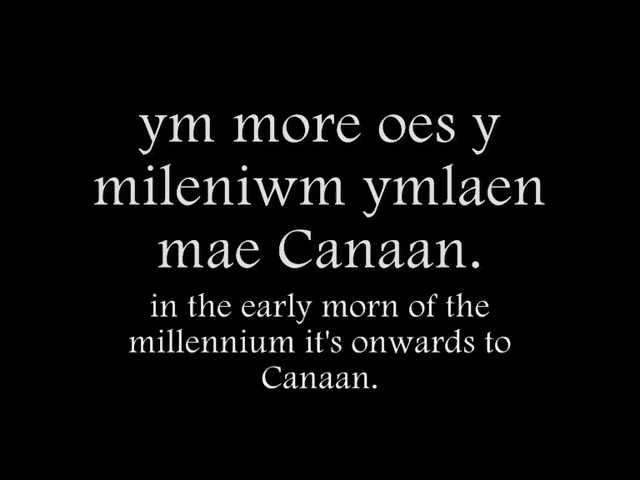 ym more oes y
mileniwm ymlaen
mae Canaan.
in the early morn of the
millennium it's onwards to
Canaan.